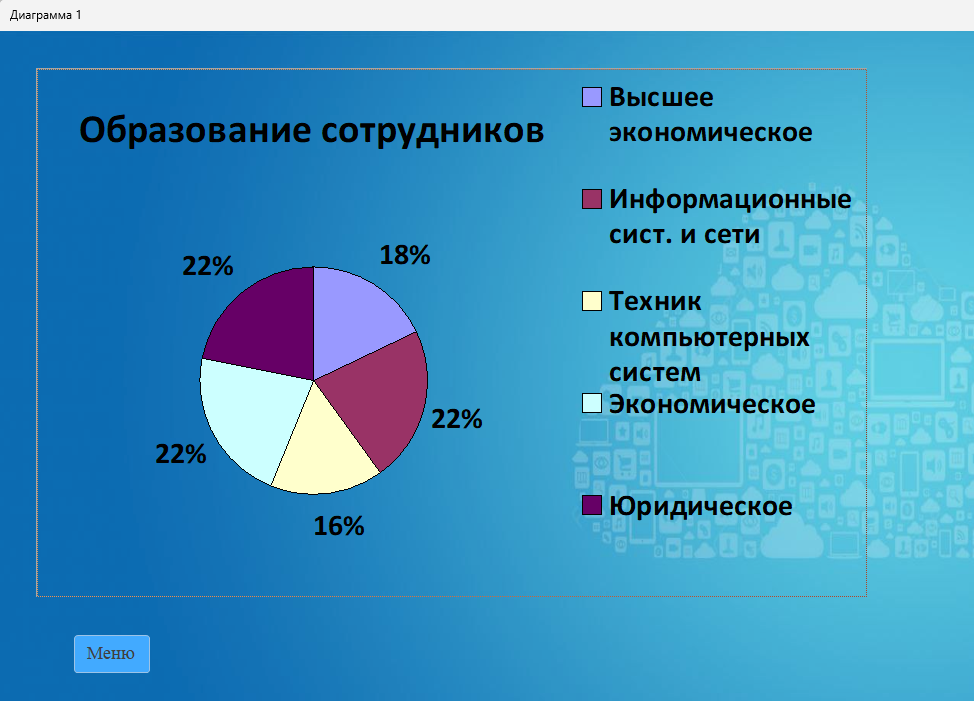 Диаграмма 1
Образование сотрудников
18%
22%
16%
22%
22%
Высшее
экономическое
Информационные
сист. и сети
Техник
компьютерных
систем
Экономическое
Юридическое
Меню